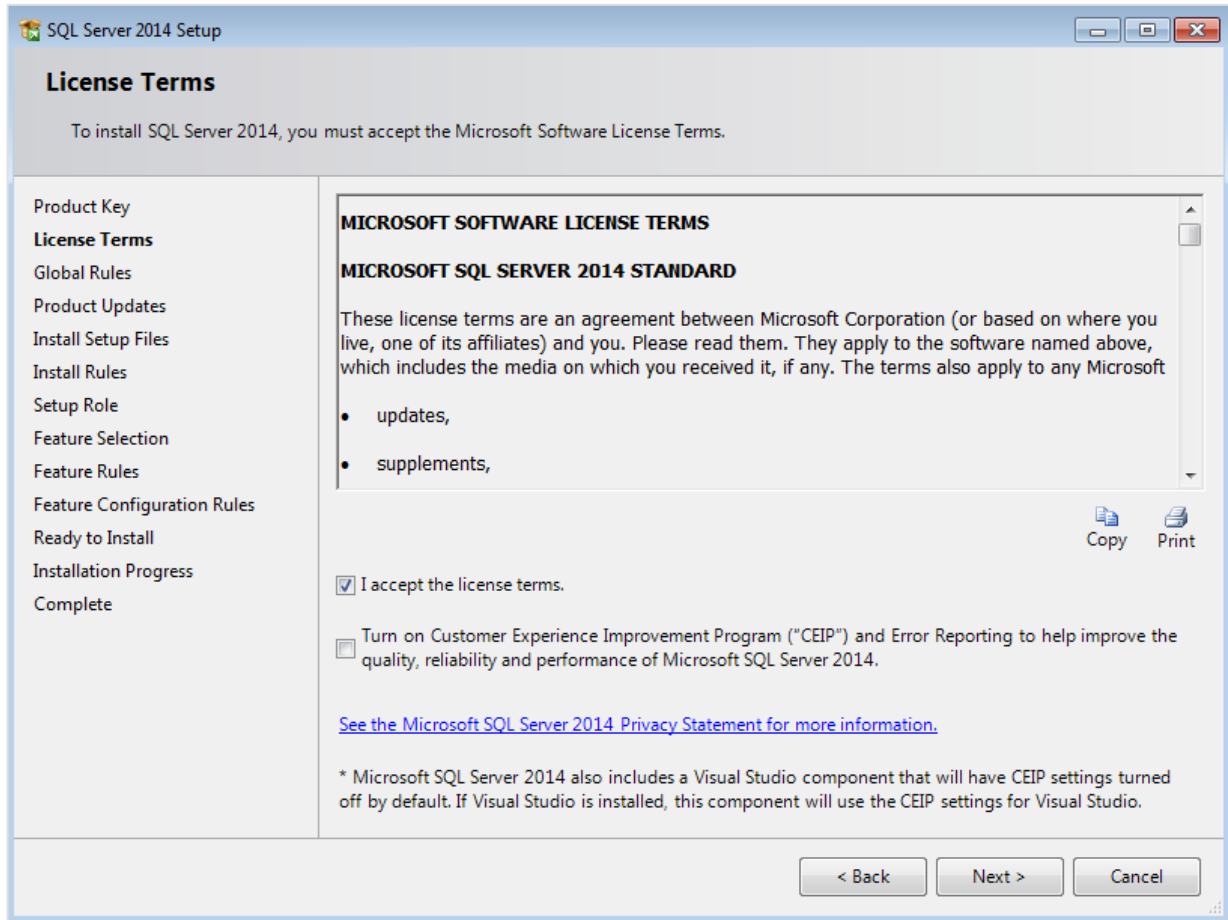 SQL Server 2014 Setup
License Terms
To install SQL Server 2014, you must accept the Microsoft Software License Terms.
Product Key
License Terms
Global Rules
Product Updates
Install Setup Files
Install Rules
Setup Role
Feature Selection
Feature Rules
Feature Configuration Rules
Ready to Install
Installation Progress
Complete
MICROSOFT SOFTWARE LICENSE TERMS
MICROSOFT SQL SERVER 2014 STANDARD
These license terms are an agreement between Microsoft Corporation (or based on where you
live, one of its affiliates) and you. Please read them. They apply to the software named above,
which includes the media on which you received it, if any. The terms also apply to any Microsoft
• updates,
• supplements,
Copy Print
I accept the license terms.
Turn on Customer Experience Improvement Program ("CEIP") and Error Reporting to help improve the
quality, reliability and performance of Microsoft SQL Server 2014.
See the Microsoft SQL Server 2014 Privacy Statement for more information.
* Microsoft SQL Server 2014 also includes a Visual Studio component that will have CEIP settings turned
off by default. If Visual Studio is installed, this component will use the CEIP settings for Visual Studio.
< Back Next > Cancel